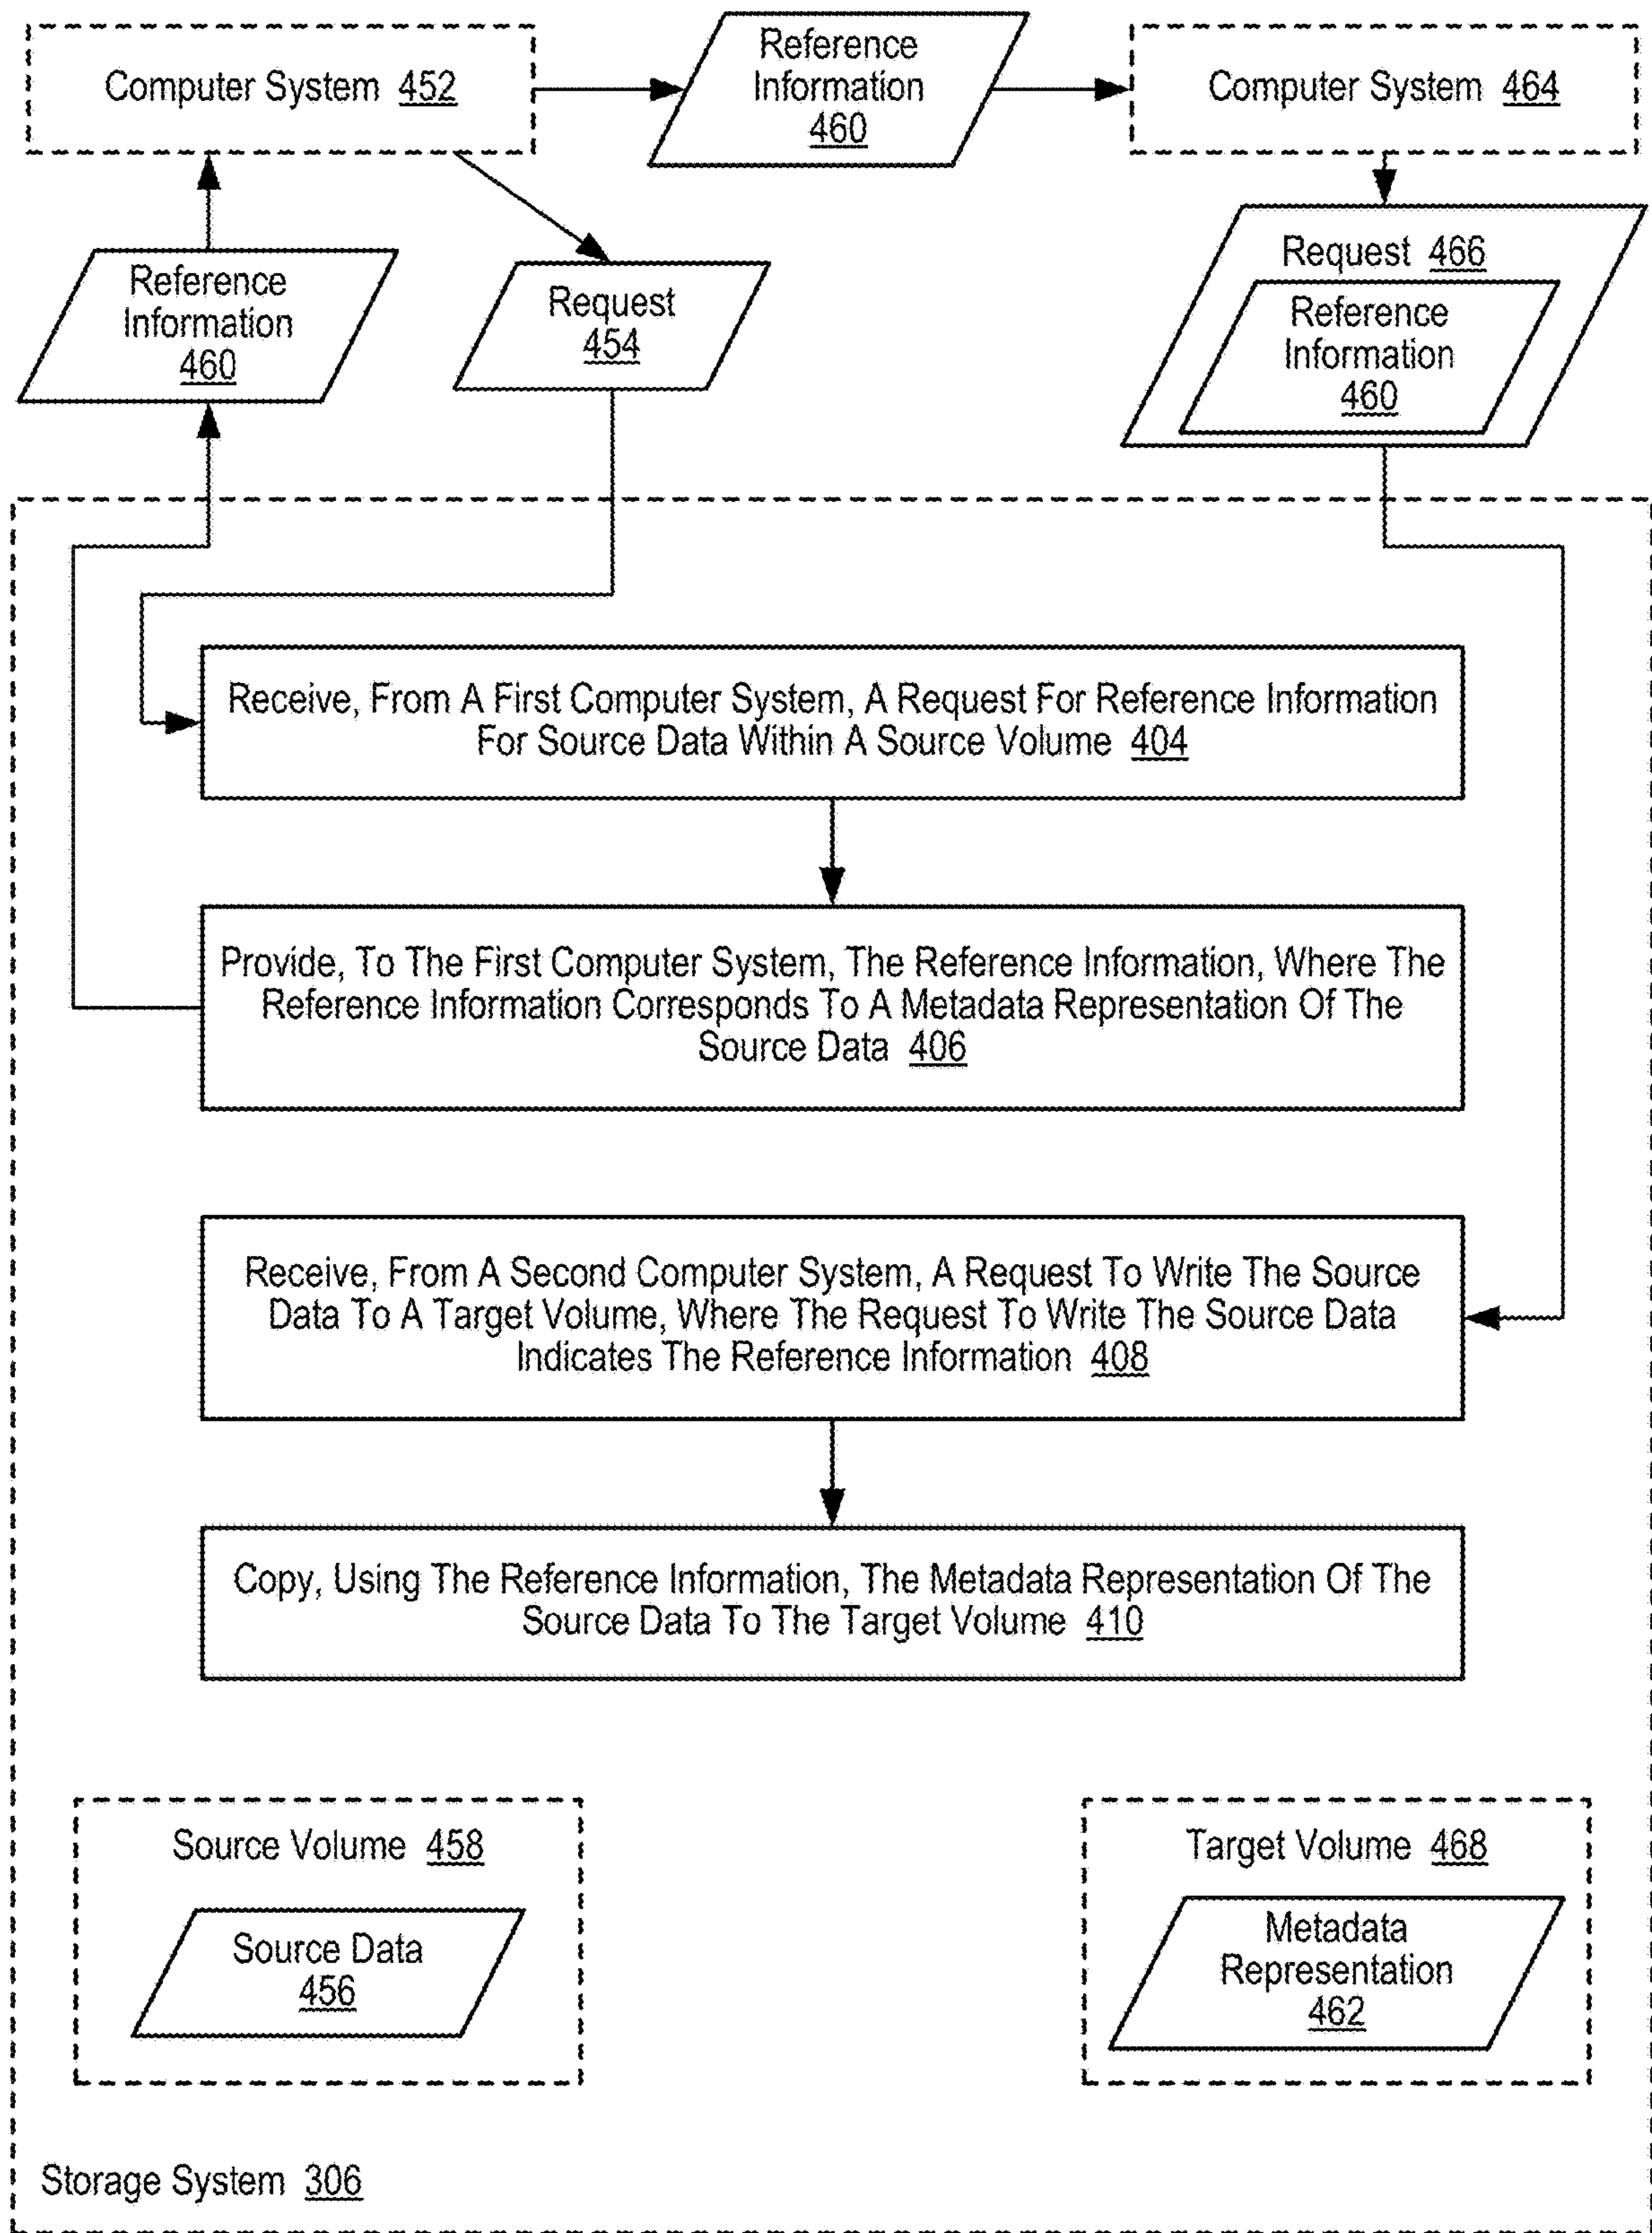 Computer System 452
Reference
Information
460
Computer System 464
Reference
Information
460
Request
454
Request 466
Reference
Information
460
Receive, From A First Computer System, A Request For Reference Information
For Source Data Within A Source Volume 404
Provide, To The First Computer System, The Reference Information, Where The
Reference Information Corresponds To A Metadata Representation Of The
Source Data 406
Receive, From A Second Computer System, A Request To Write The Source
Data To A Target Volume, Where The Request To Write The Source Data
Indicates The Reference Information 408
Copy, Using The Reference Information, The Metadata Representation Of The
Source Data To The Target Volume 410
Source Volume 458
Source Data
456
Target Volume 468
Metadata
Representation
462
Storage System 306